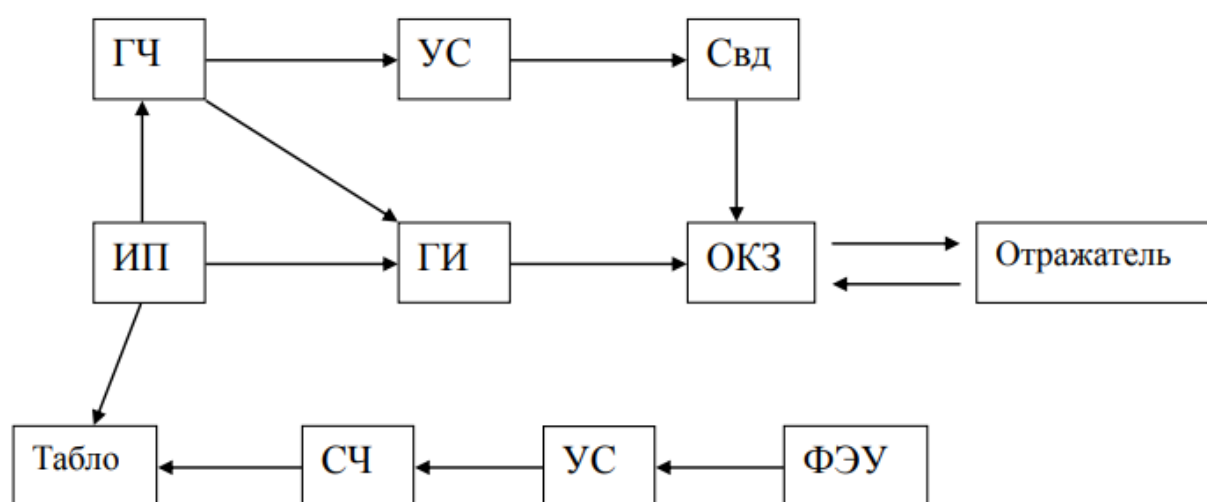 ГЧ
УС
Свд
ИП
ГИ
ОКЗ
Отражатель
Табло
СЧ
УС
ФЭУ